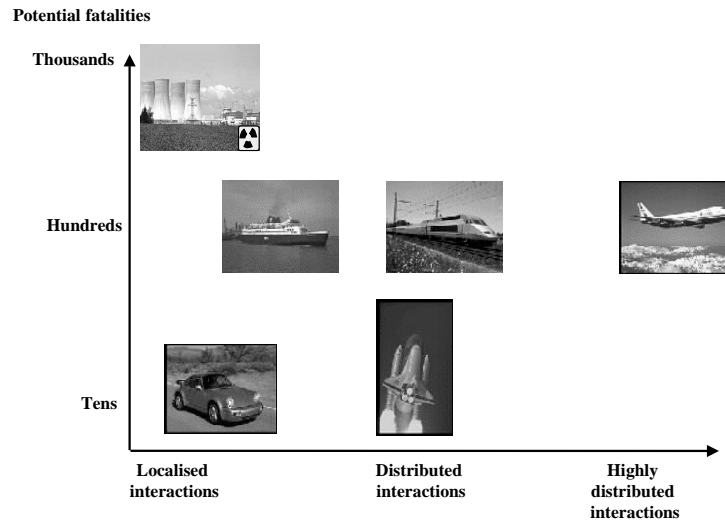 Potential fatalities
Thousands
Hundreds
Tens
Localised
interactions
Distributed
interactions
Highly
distributed
interactions